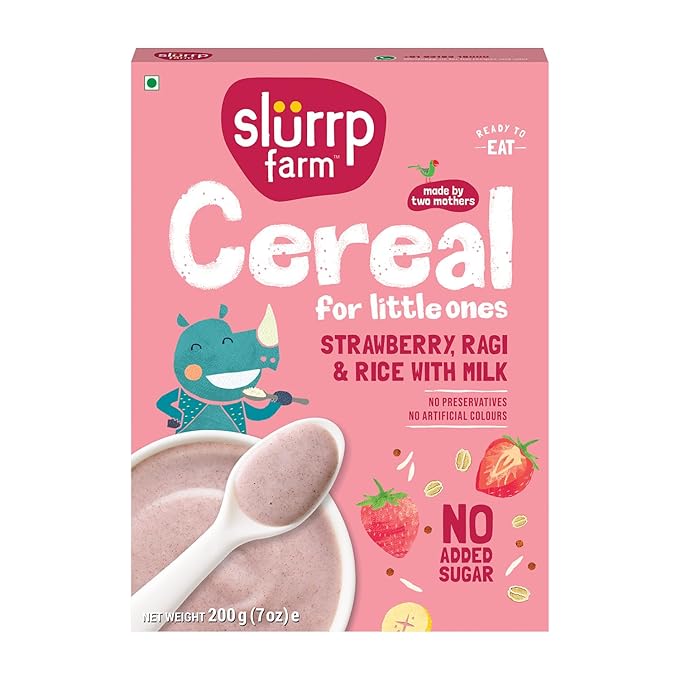 slürrp
farm™
READY TO
EAT
made by
two mothers
Cereal
for little ones
STRAWBERRY, RAGI
& RICE WITH MILK
NO PRESERVATIVES
NO ARTIFICIAL COLOURS
NO
ADDED
SUGAR
NET WEIGHT 200 g (7 oz) e